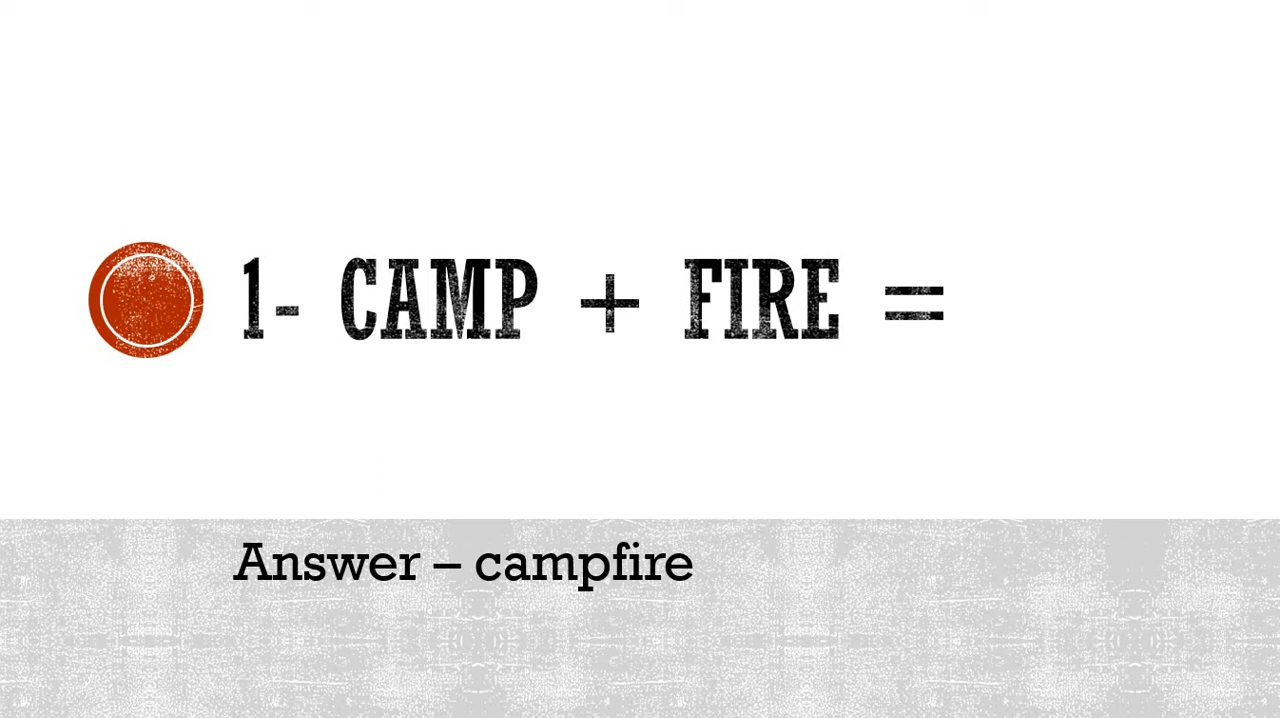 1- CAMP + FIRE =
Answer – campfire